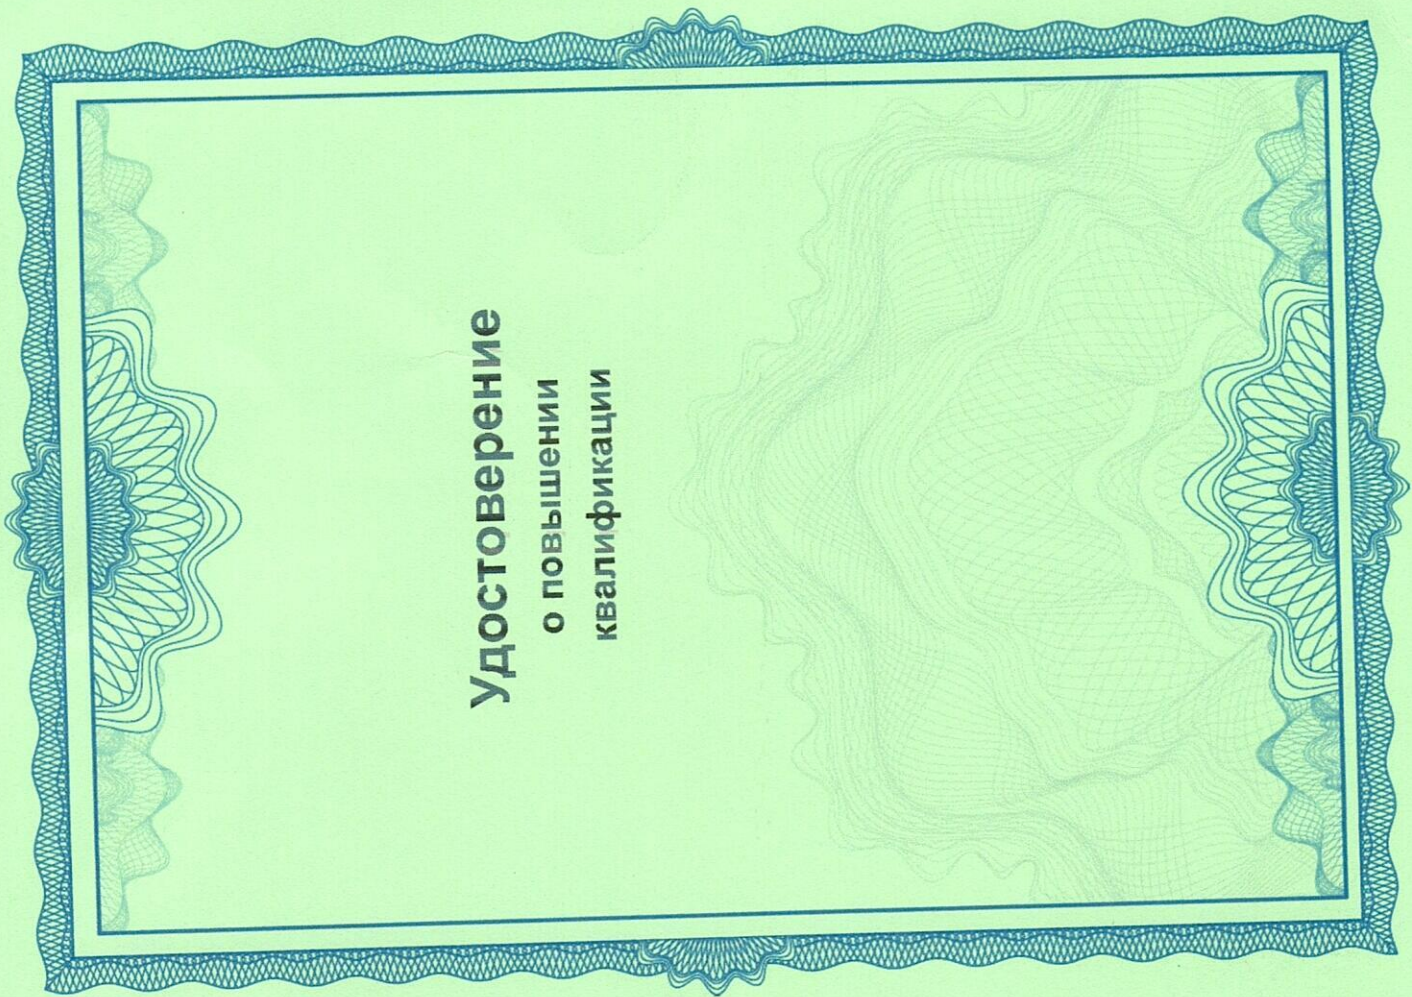 Удостоверение
о повышении
квалификации